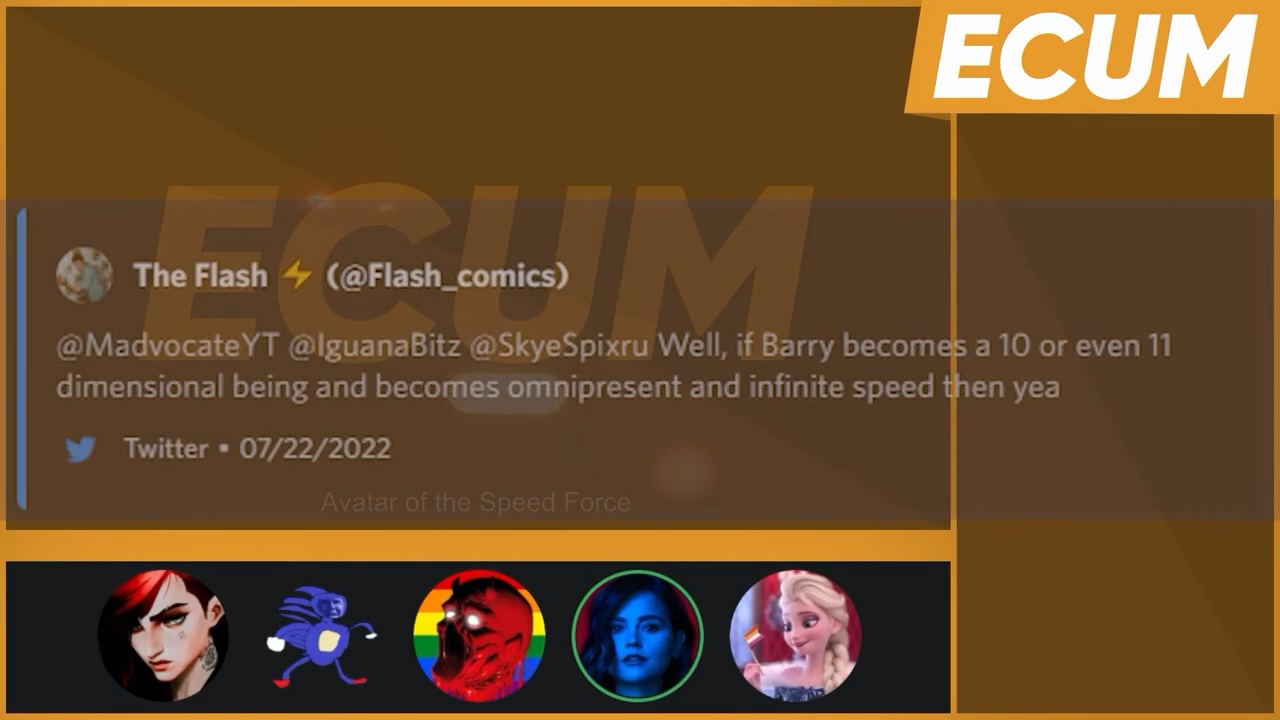 ECUM
ECUM
The Flash ⚡ (@Flash_comics)
@MadvocateYT @IguanaBitz @SkyeSpixru Well, if Barry becomes a 10 or even 11
dimensional being and becomes omnipresent and infinite speed then yea
Twitter • 07/22/2022
Avatar of the Speed Force